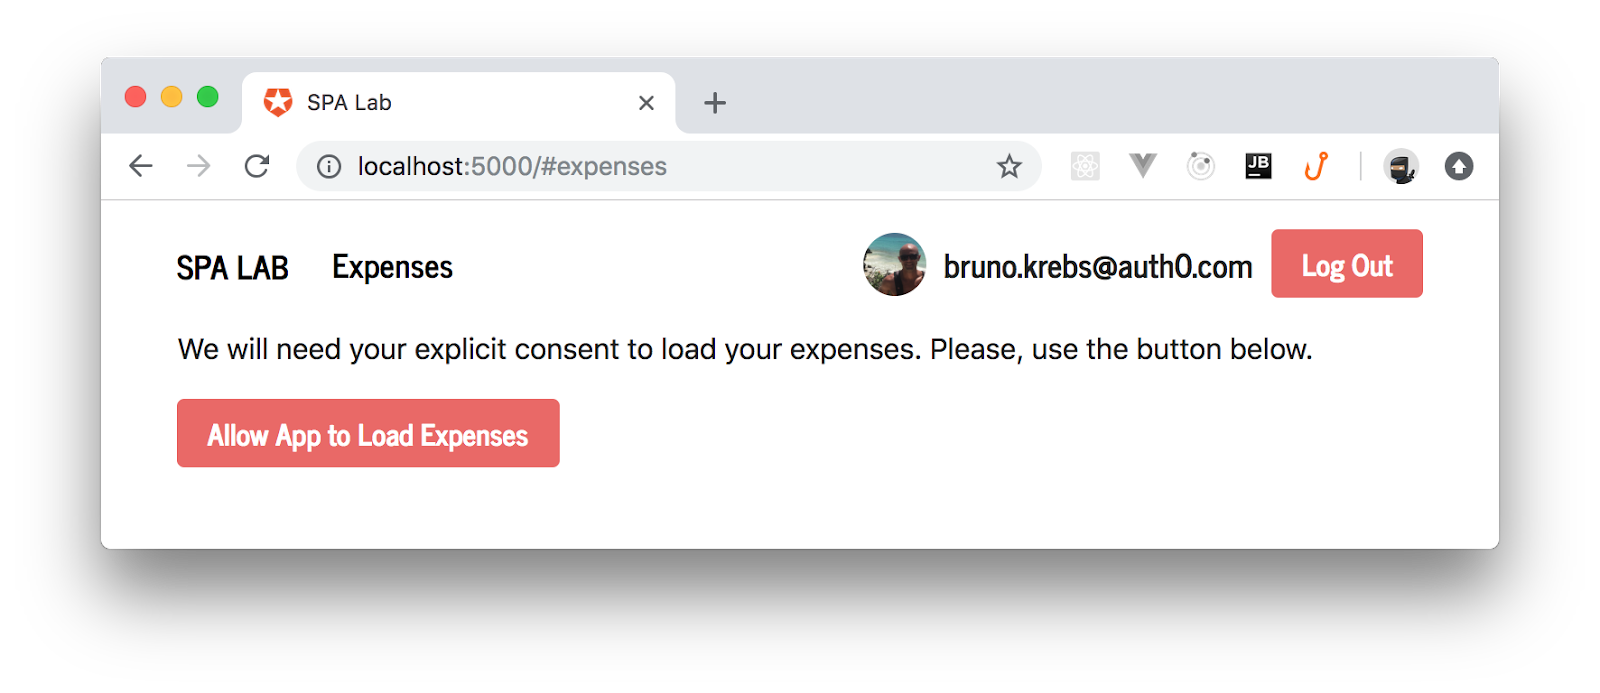 SPA Lab
localhost:5000/#expenses
JB
SPA LAB Expenses bruno.krebs@auth0.com Log Out
We will need your explicit consent to load your expenses. Please, use the button below.
Allow App to Load Expenses